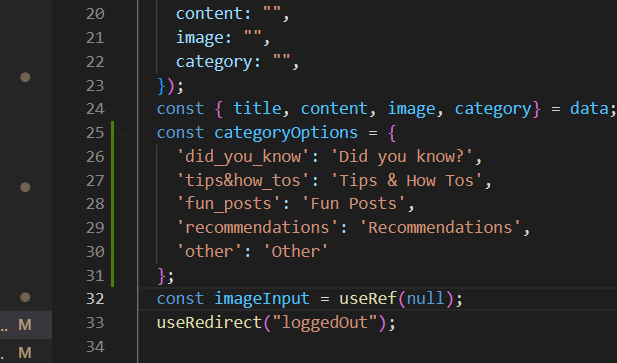 20 content: "",
21 image: "",
22 category: "",
23 });
24 const { title, content, image, category} = data;
25 const categoryOptions = {
26 'did_you_know': 'Did you know?',
27 'tips&how_tos': 'Tips & How Tos',
28 'fun_posts': 'Fun Posts',
29 'recommendations': 'Recommendations',
30 'other': 'Other'
31 };
32 const imageInput = useRef(null);
.. M 33 useRedirect("loggedOut");
. M 34